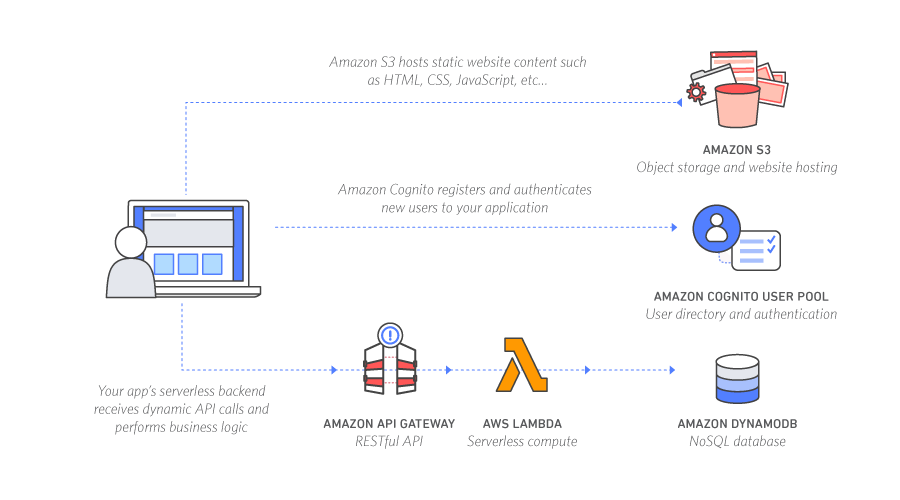 Amazon S3 hosts static website content such
as HTML, CSS, JavaScript, etc...
AMAZON S3
Object storage and website hosting
Amazon Cognito registers and authenticates
new users to your application
AMAZON COGNITO USER POOL
User directory and authentication
Your app's serverless backend
receives dynamic API calls and
performs business logic
AMAZON API GATEWAY
RESTful API
AWS LAMBDA
Serverless compute
AMAZON DYNAMODB
NoSQL database